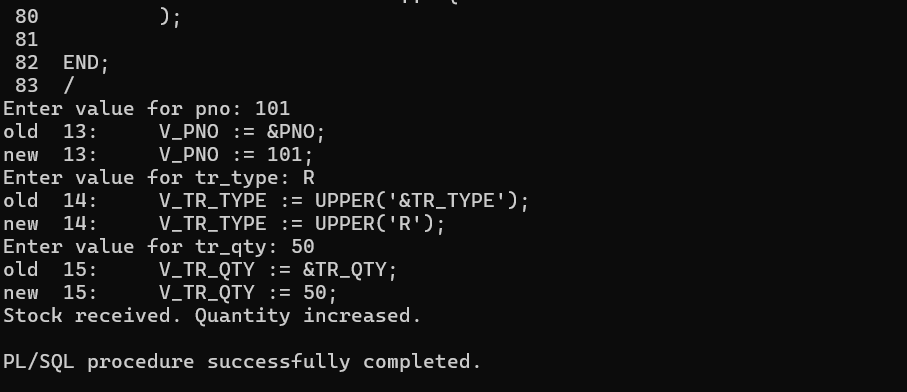 80          );
81
82  END;
83  /
Enter value for pno: 101
old  13:     V_PNO := &PNO;
new  13:     V_PNO := 101;
Enter value for tr_type: R
old  14:     V_TR_TYPE := UPPER('&TR_TYPE');
new  14:     V_TR_TYPE := UPPER('R');
Enter value for tr_qty: 50
old  15:     V_TR_QTY := &TR_QTY;
new  15:     V_TR_QTY := 50;
Stock received. Quantity increased.
PL/SQL procedure successfully completed.